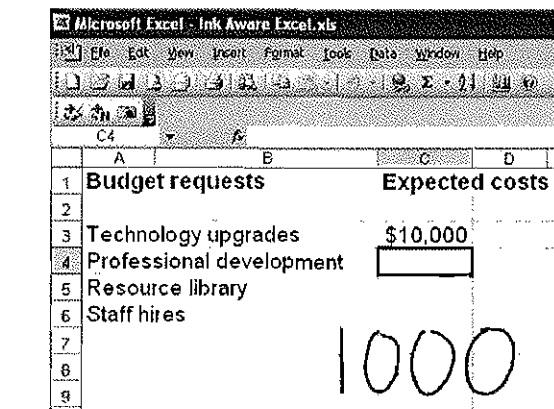 Microsoft Excel - Ink Aware Excel.xls
File Edit View Insert Format Tools Data Window Help
C4 fx
A B C D
1 Budget requests Expected costs
2
3 Technology upgrades $10,000
4 Professional development
5 Resource library
6 Staff hires
7
8
9
1000